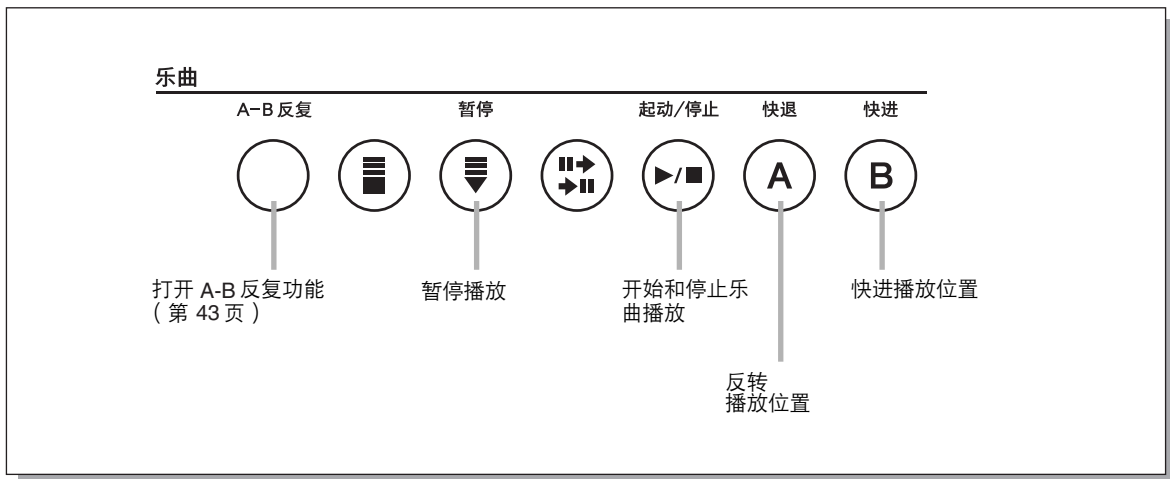 乐曲
A-B 反复
暂停
起动/停止
快退
快进
A
B
打开 A-B 反复功能
( 第 43 页 )
暂停播放
开始和停止乐
曲播放
快进播放位置
反转
播放位置